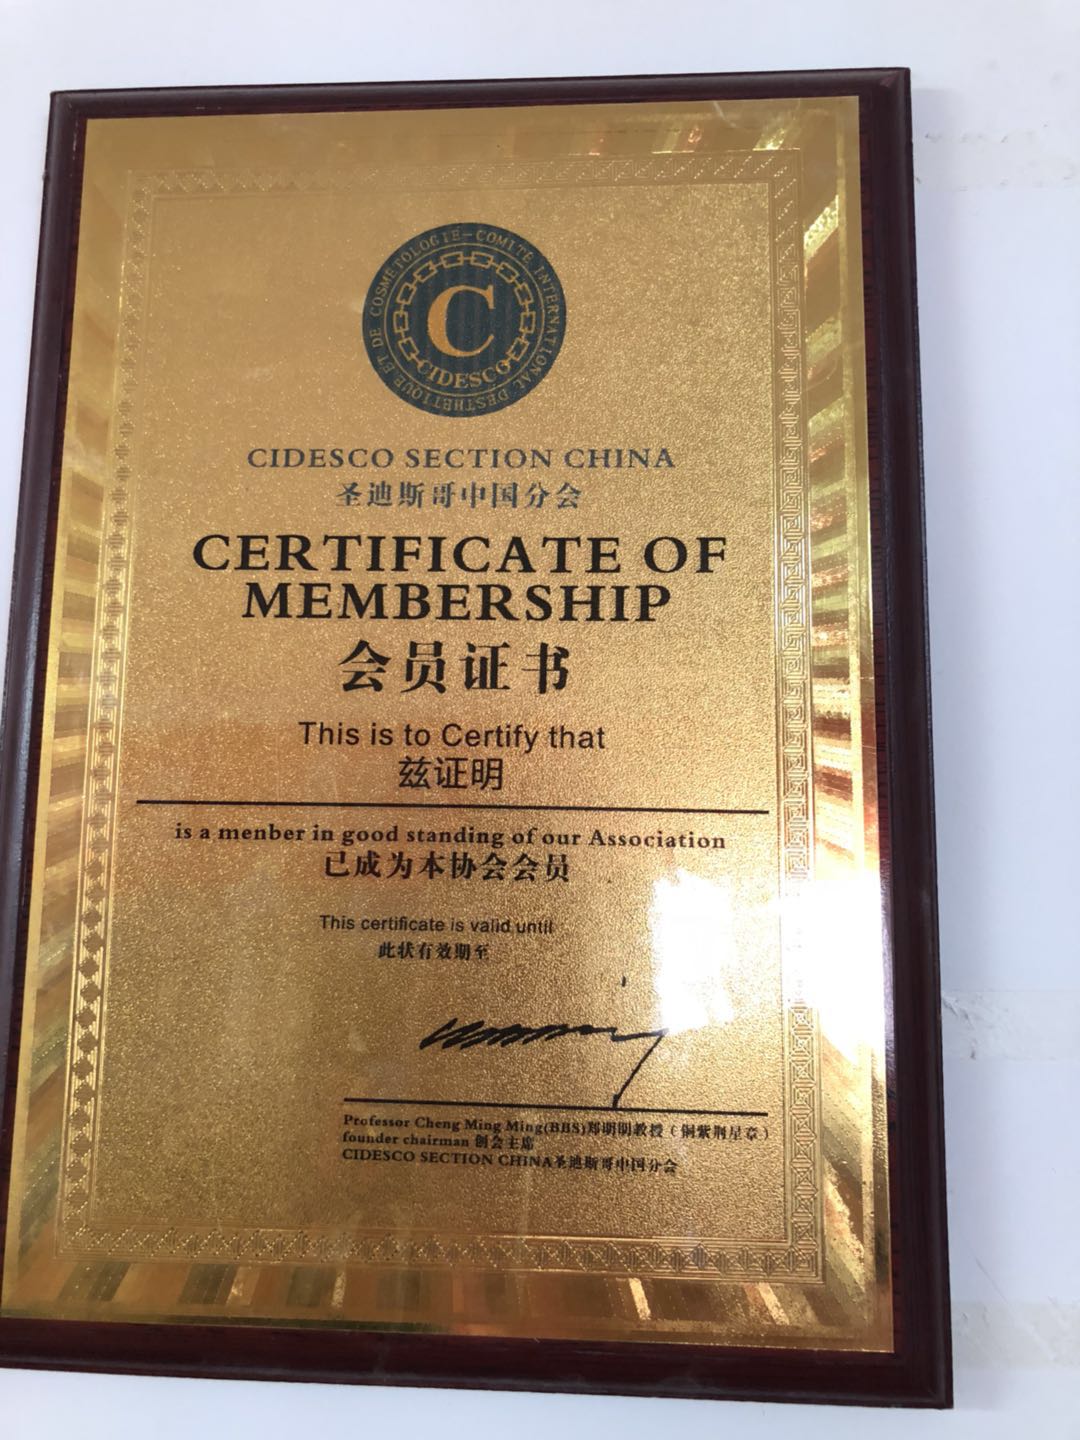 COMITE INTERNATIONAL D'ESTHETIQUE ET DE COSMETOLOGIE-
C
CIDESCO
CIDESCO SECTION CHINA
圣迪斯哥中国分会
CERTIFICATE OF
MEMBERSHIP
会员证书
This is to Certify that
兹证明
is a menber in good standing of our Association
已成为本协会会员
This certificate is valid until
此状有效期至
Professor Cheng Ming Ming(BBS)郑明明教授（铜紫荆星章）
founder chairman 创会主席
CIDESCO SECTION CHINA圣迪斯哥中国分会